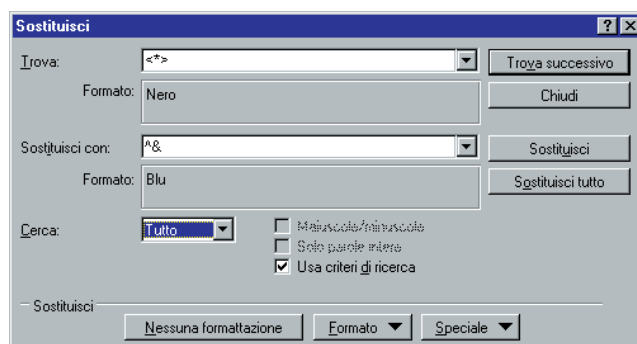 Sostituisci
Trova: <*> Trova successivo
Formato: Nero Chiudi
Sostituisci con: ^& Sostituisci
Formato: Blu Sostituisci tutto
Cerca: Tutto Maiuscole/minuscole
Solo parole intere
Usa criteri di ricerca
Sostituisci
Nessuna formattazione Formato Speciale